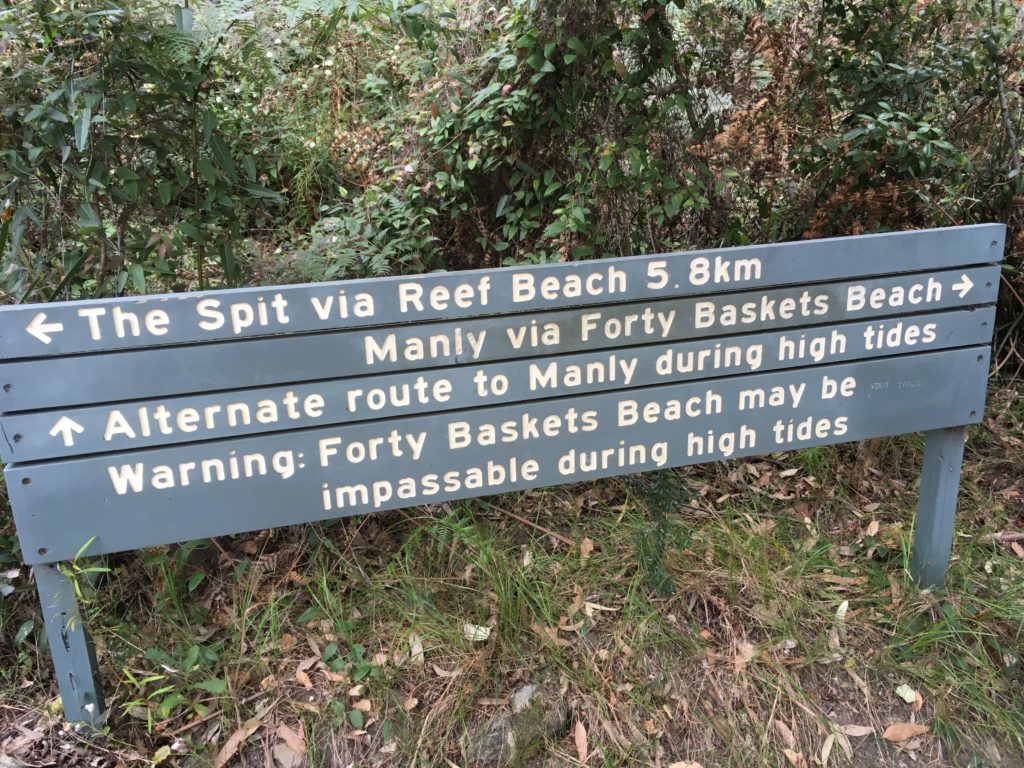 ← The Spit via Reef Beach 5.8km
Manly via Forty Baskets Beach →
↑ Alternate route to Manly during high tides
Warning: Forty Baskets Beach may be
impassable during high tides